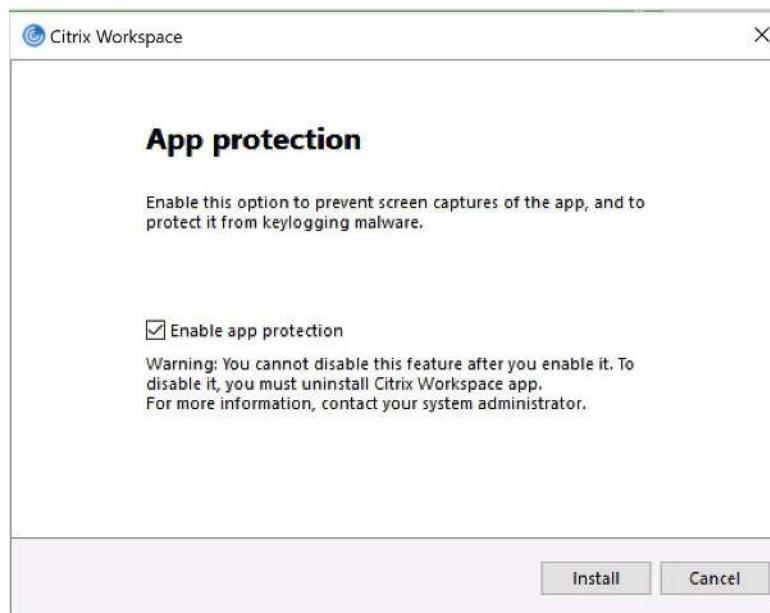 Citrix Workspace
App protection
Enable this option to prevent screen captures of the app, and to
protect it from keylogging malware.
Enable app protection
Warning: You cannot disable this feature after you enable it. To
disable it, you must uninstall Citrix Workspace app.
For more information, contact your system administrator.
Install Cancel